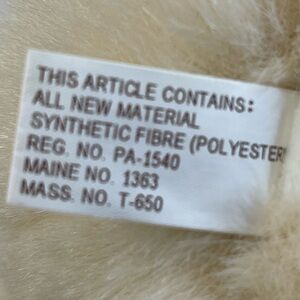 THIS ARTICLE CONTAINS:
ALL NEW MATERIAL
SYNTHETIC FIBRE (POLYESTER
REG. NO. PA-1540
MAINE NO. 1363
MASS. NO. T-650